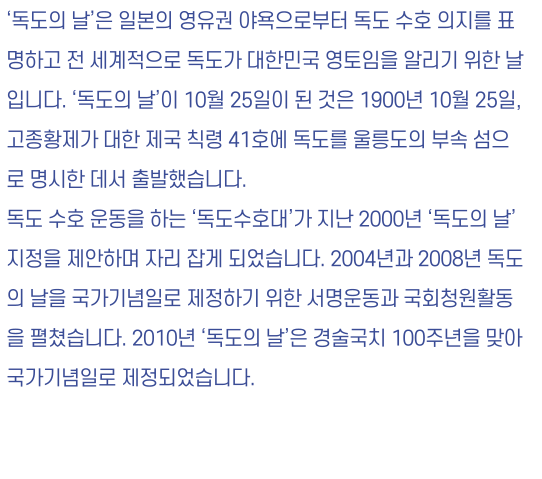 ‘독도의 날’은 일본의 영유권 야욕으로부터 독도 수호 의지를 표
명하고 전 세계적으로 독도가 대한민국 영토임을 알리기 위한 날
입니다. ‘독도의 날’이 10월 25일이 된 것은 1900년 10월 25일,
고종황제가 대한 제국 칙령 41호에 독도를 울릉도의 부속 섬으
로 명시한 데서 출발했습니다.
독도 수호 운동을 하는 ‘독도수호대’가 지난 2000년 ‘독도의 날’
지정을 제안하며 자리 잡게 되었습니다. 2004년과 2008년 독도
의 날을 국가기념일로 제정하기 위한 서명운동과 국회청원활동
을 펼쳤습니다. 2010년 ‘독도의 날’은 경술국치 100주년을 맞아
국가기념일로 제정되었습니다.